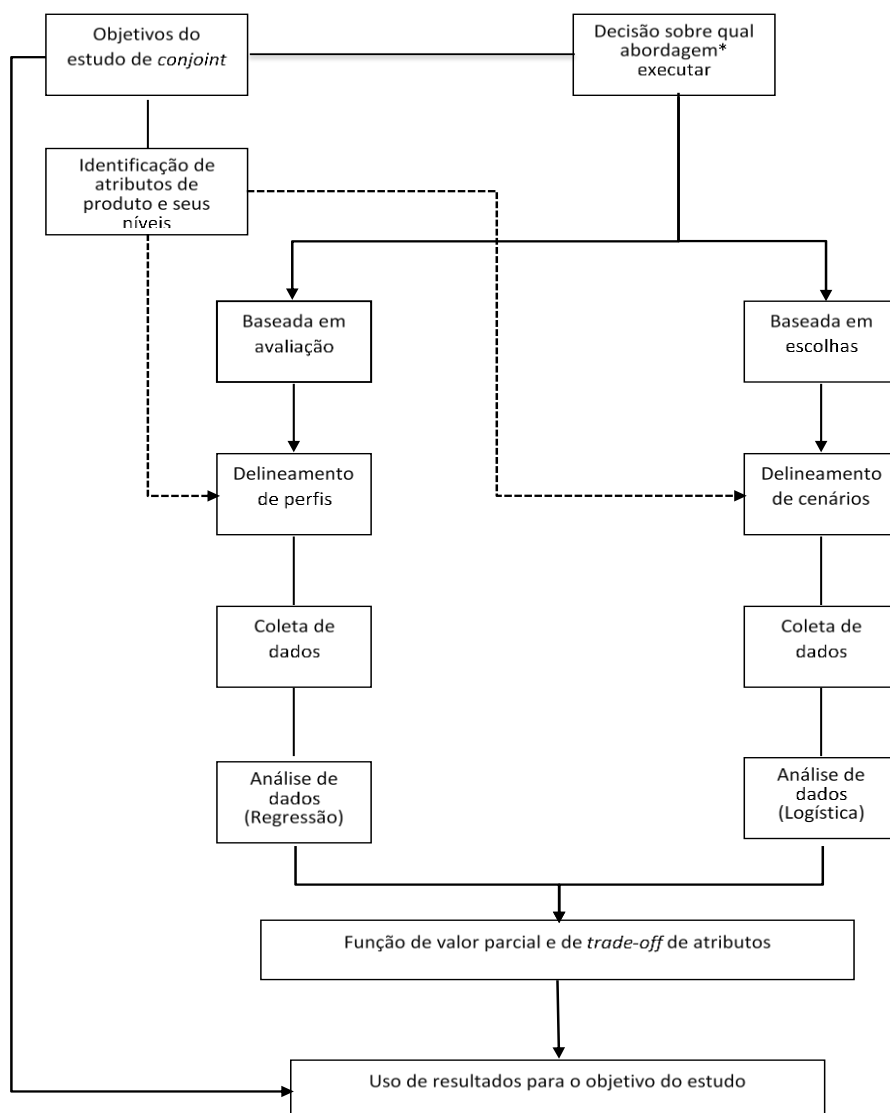 Objetivos do
estudo de conjoint
Decisão sobre qual
abordagem*
executar
Identificação de
atributos de
produto e seus
níveis
Baseada em
avaliação
Baseada em
escolhas
Delineamento
de perfis
Delineamento
de cenários
Coleta de
dados
Coleta de
dados
Análise de
dados
(Regressão)
Análise de
dados
(Logística)
Função de valor parcial e de trade-off de atributos
Uso de resultados para o objetivo do estudo